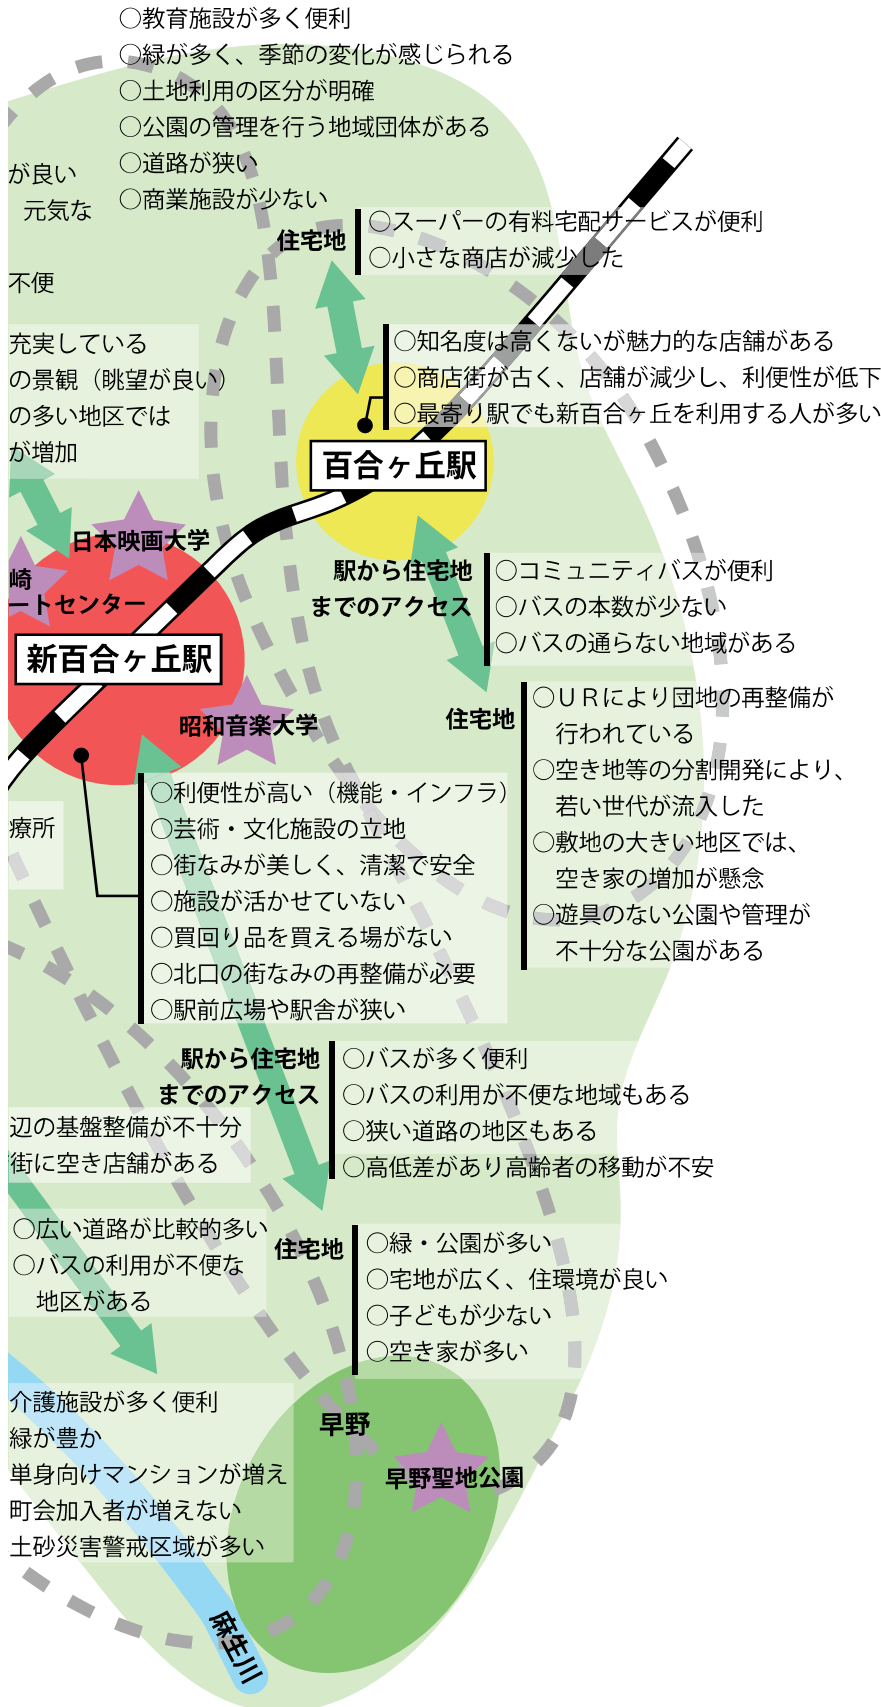 ○教育施設が多く便利
○緑が多く、季節の変化が感じられる
○土地利用の区分が明確
○公園の管理を行う地域団体がある
○道路が狭い
○商業施設が少ない
が良い
元気な
不便
住宅地
○スーパーの有料宅配サービスが便利
○小さな商店が減少した
充実している
の景観（眺望が良い）
の多い地区では
が増加
○知名度は高くないが魅力的な店舗がある
○商店街が古く、店舗が減少し、利便性が低下
○最寄り駅でも新百合ヶ丘を利用する人が多い
百合ヶ丘駅
日本映画大学
崎
ートセンター
新百合ヶ丘駅
昭和音楽大学
駅から住宅地
までのアクセス
○コミュニティバスが便利
○バスの本数が少ない
○バスの通らない地域がある
住宅地
○ＵＲにより団地の再整備が
行われている
○空き地等の分割開発により、
若い世代が流入した
○敷地の大きい地区では、
空き家の増加が懸念
○遊具のない公園や管理が
不十分な公園がある
療所
○利便性が高い（機能・インフラ）
○芸術・文化施設の立地
○街なみが美しく、清潔で安全
○施設が活かせていない
○買回り品を買える場がない
○北口の街なみの再整備が必要
○駅前広場や駅舎が狭い
駅から住宅地
までのアクセス
○バスが多く便利
○バスの利用が不便な地域もある
○狭い道路の地区もある
○高低差があり高齢者の移動が不安
辺の基盤整備が不十分
街に空き店舗がある
○広い道路が比較的多い
○バスの利用が不便な
地区がある
住宅地
○緑・公園が多い
○宅地が広く、住環境が良い
○子どもが少ない
○空き家が多い
介護施設が多く便利
緑が豊か
単身向けマンションが増え
町会加入者が増えない
土砂災害警戒区域が多い
早野
早野聖地公園
麻生川